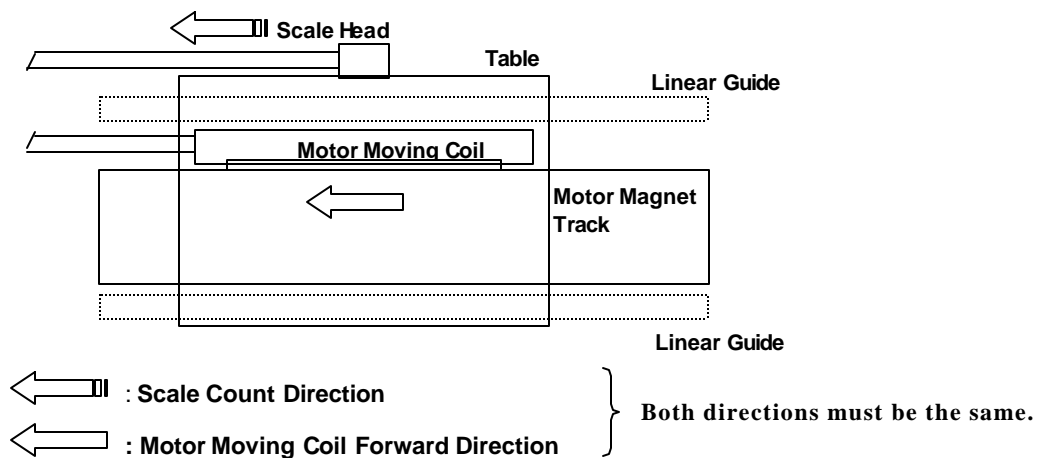 Scale Head
Table
Linear Guide
Motor Moving Coil
Motor Magnet
Track
Linear Guide
: Scale Count Direction
: Motor Moving Coil Forward Direction
Both directions must be the same.